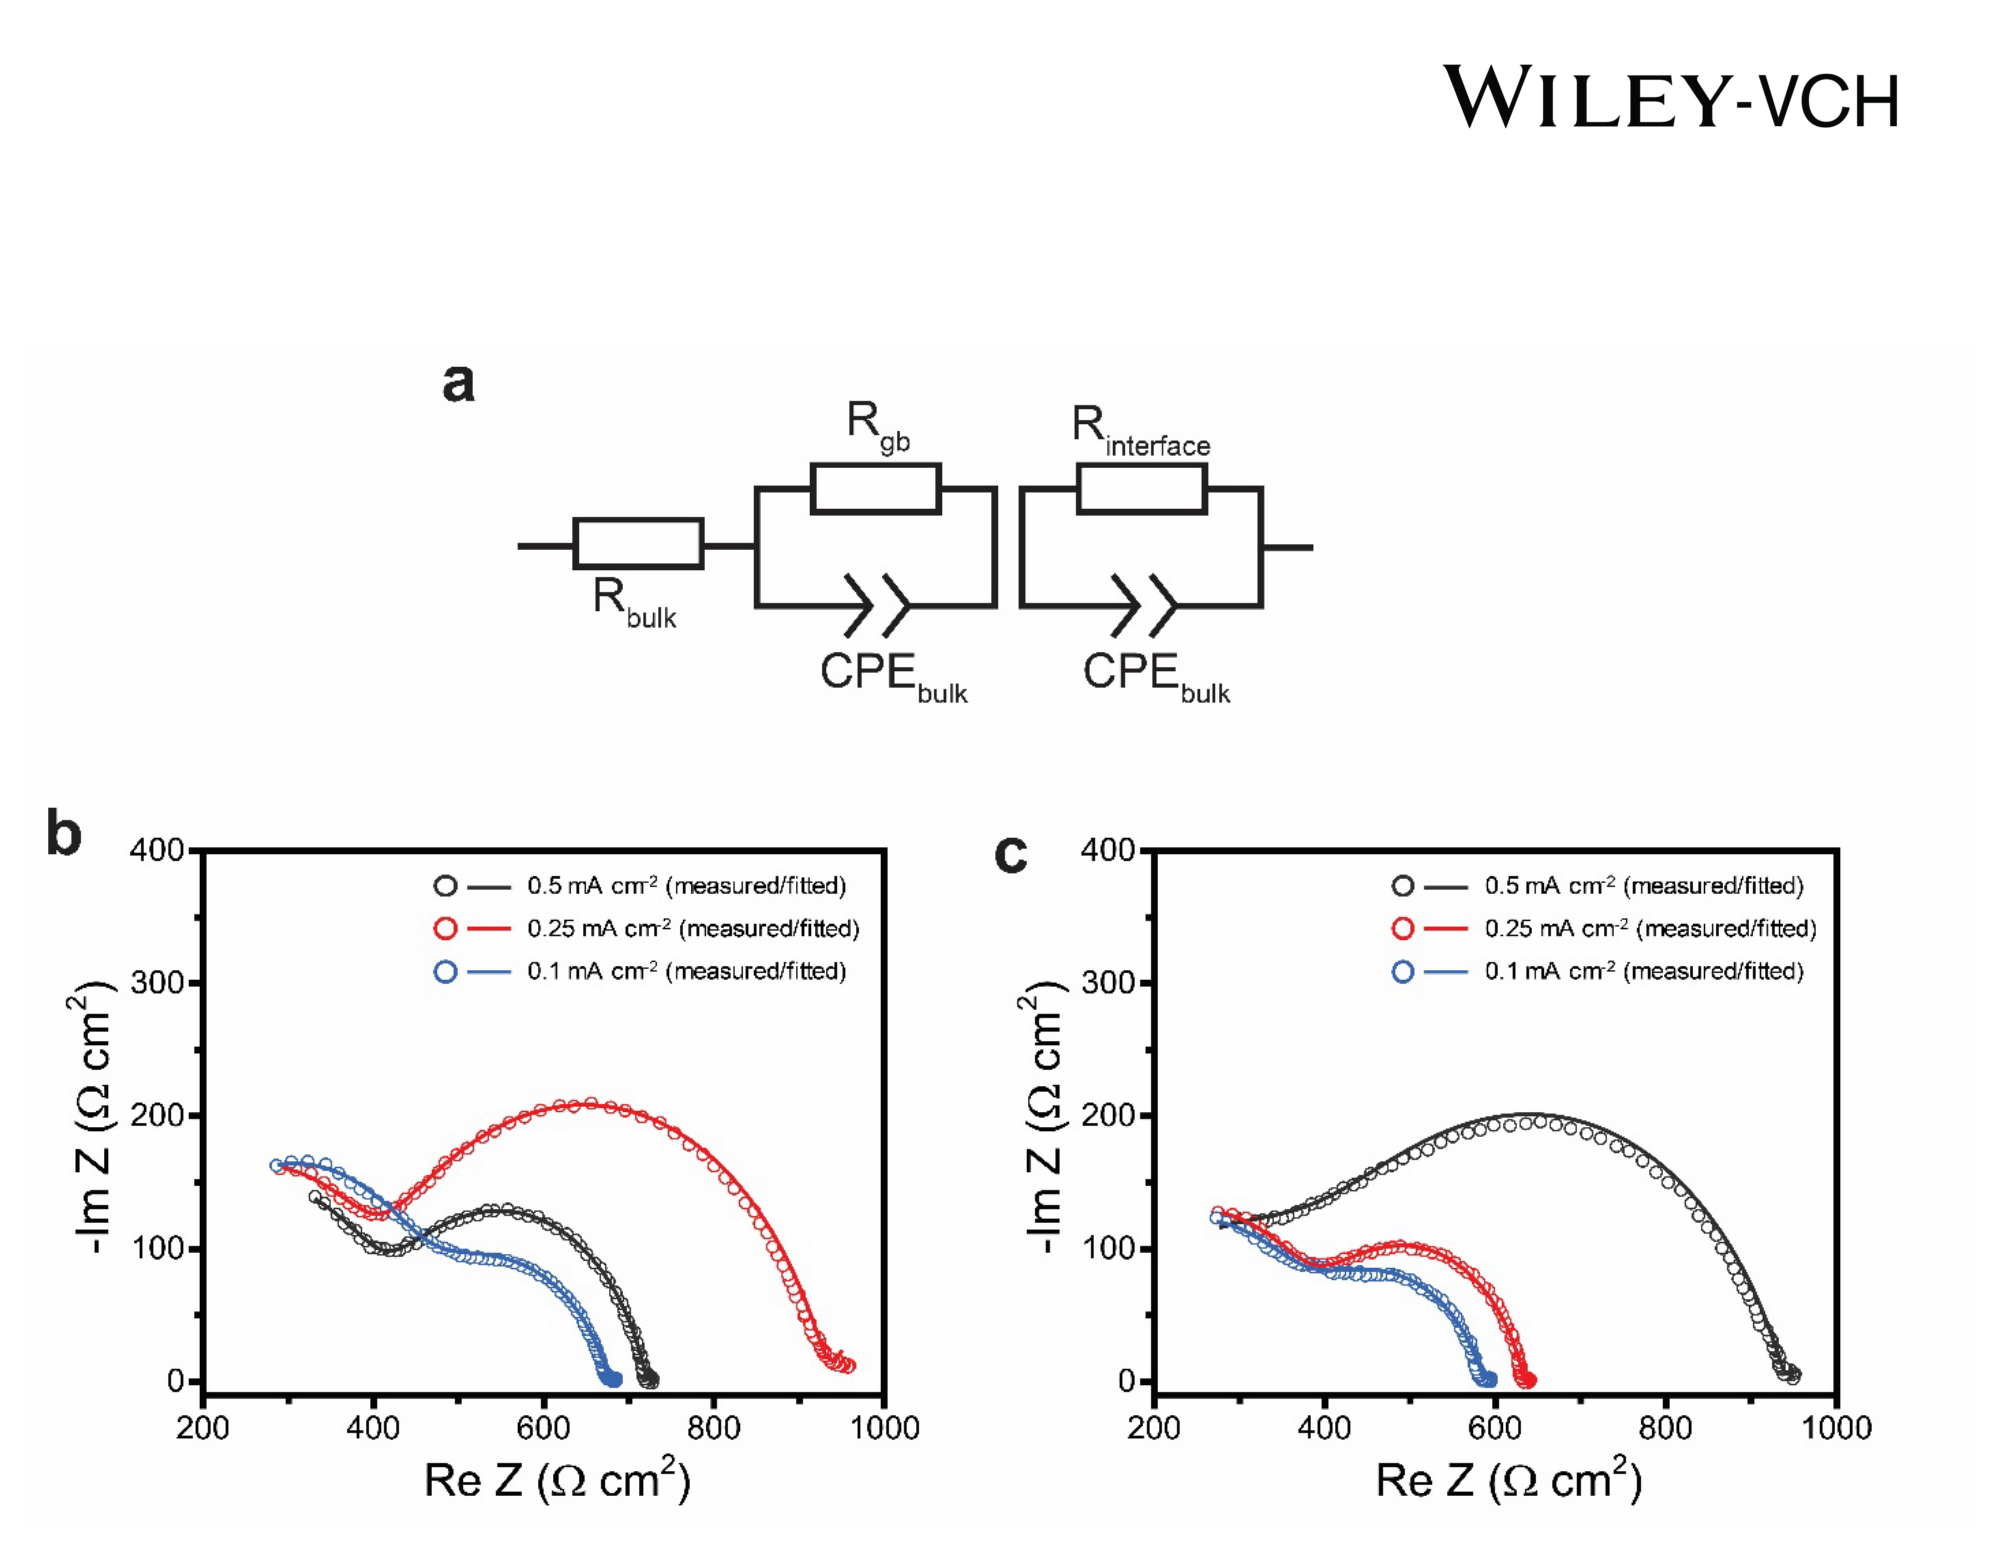 WILEY-VCH
a
R_gb
R_interface
R_bulk
CPE_bulk
CPE_bulk
b
400
300
200
100
0
-Im Z (Ω cm²)
0.5 mA cm⁻² (measured/fitted)
0.25 mA cm⁻² (measured/fitted)
0.1 mA cm⁻² (measured/fitted)
200 400 600 800 1000
Re Z (Ω cm²)
c
400
300
200
100
0
-Im Z (Ω cm²)
0.5 mA cm⁻² (measured/fitted)
0.25 mA cm⁻² (measured/fitted)
0.1 mA cm⁻² (measured/fitted)
200 400 600 800 1000
Re Z (Ω cm²)